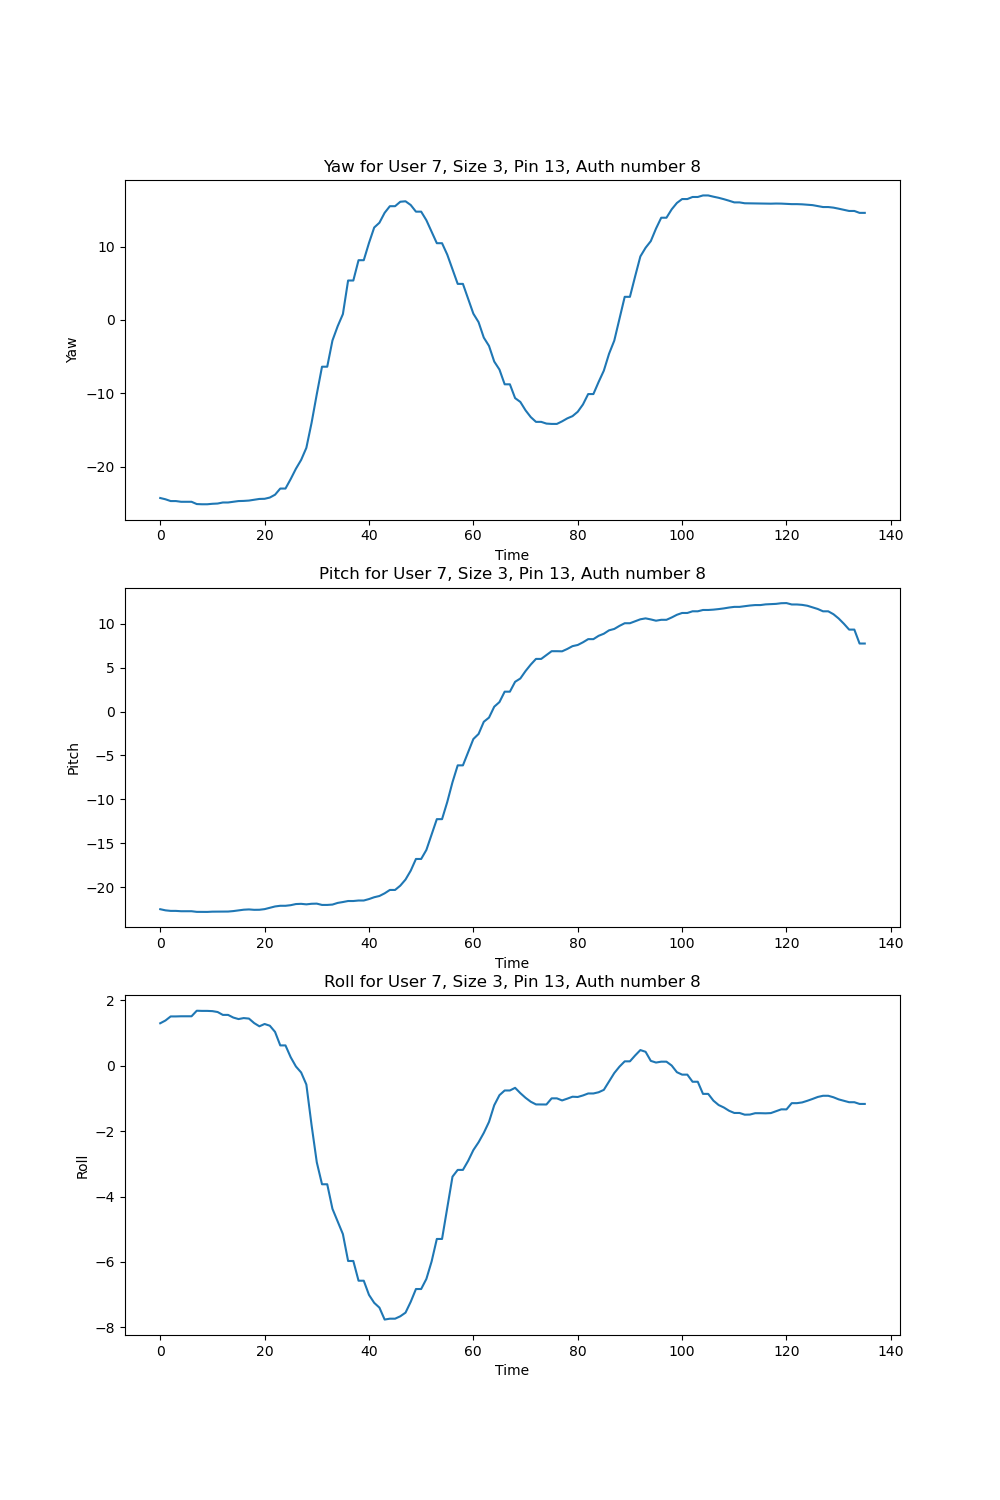 Yaw for User 7, Size 3, Pin 13, Auth number 8
10
0
−10
−20
Yaw
0 20 40 60 80 100 120 140
Time
Pitch for User 7, Size 3, Pin 13, Auth number 8
10
5
0
−5
−10
−15
−20
Pitch
0 20 40 60 80 100 120 140
Time
Roll for User 7, Size 3, Pin 13, Auth number 8
2
0
−2
−4
−6
−8
Roll
0 20 40 60 80 100 120 140
Time